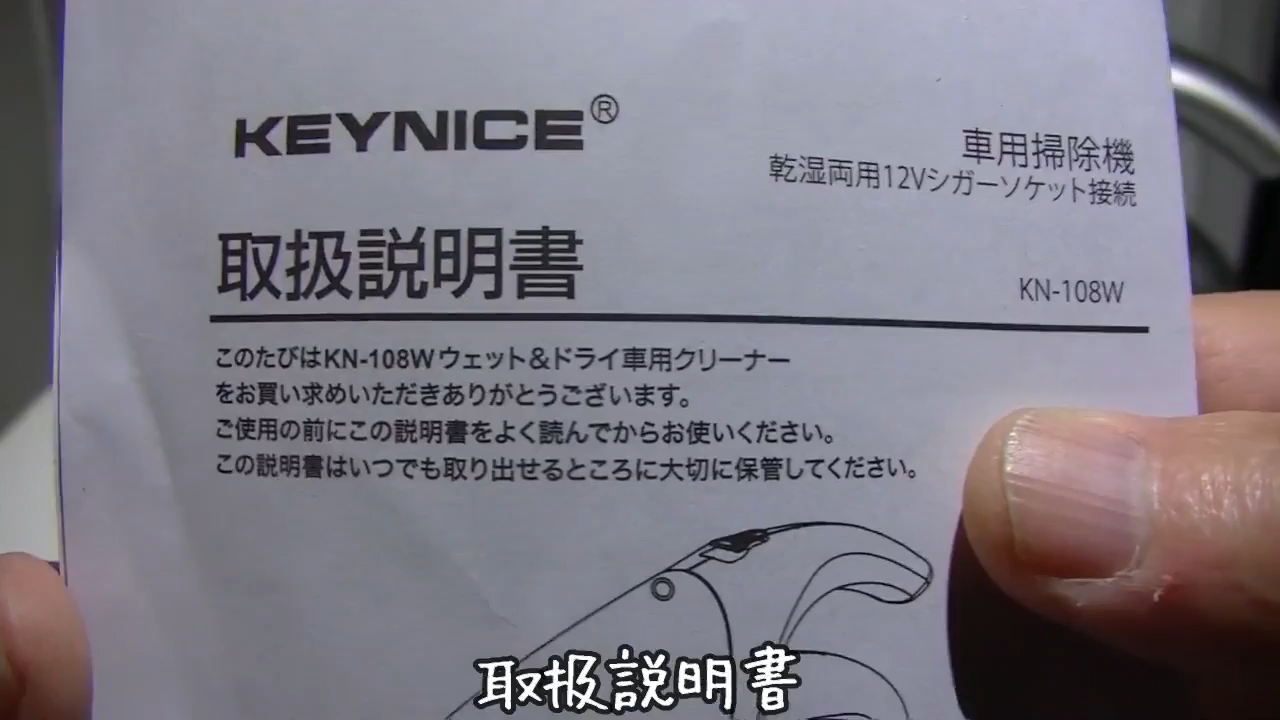 KEYNICE®
車用掃除機
乾湿両用12Vシガーソケット接続
取扱説明書
KN-108W
このたびはKN-108Wウェット&ドライ車用クリーナー
をお買い求めいただきありがとうございます。
ご使用の前にこの説明書をよく読んでからお使いください。
この説明書はいつでも取り出せるところに大切に保管してください。
取扱説明書